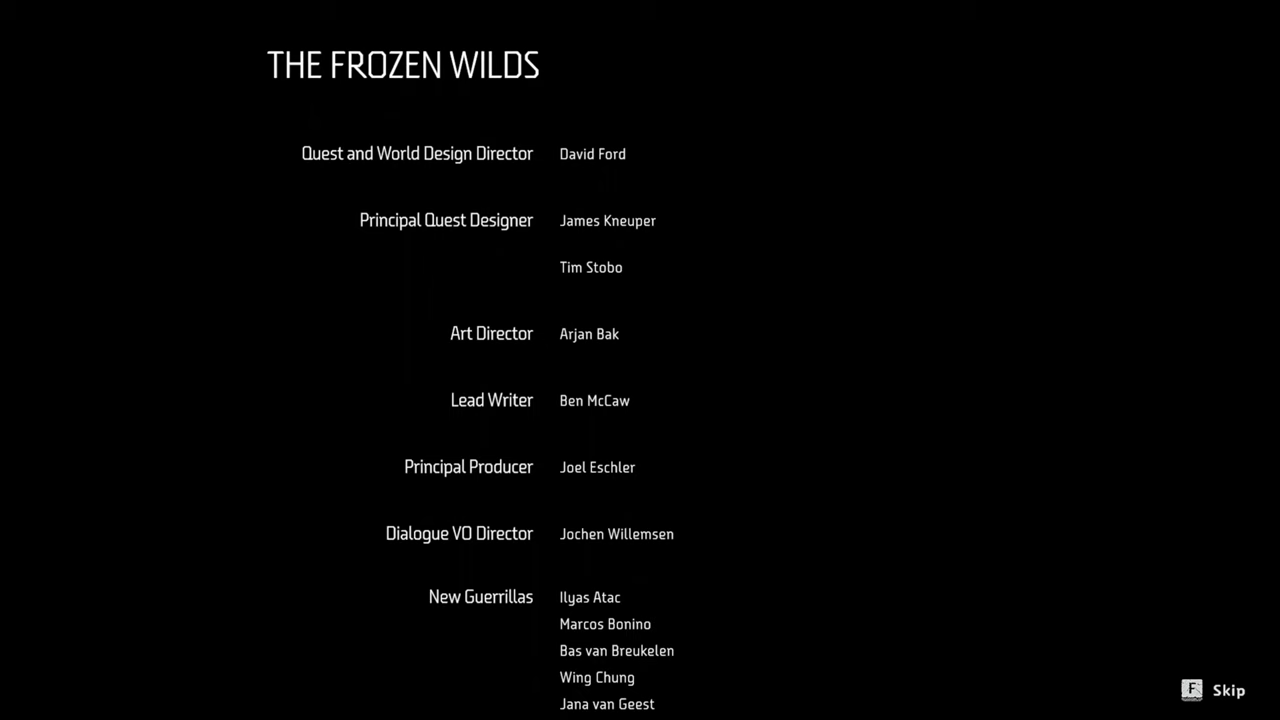 THE FROZEN WILDS
Quest and World Design Director David Ford
Principal Quest Designer James Kneuper
Tim Stobo
Art Director Arjan Bak
Lead Writer Ben McCaw
Principal Producer Joel Eschler
Dialogue VO Director Jochen Willemsen
New Guerrillas Ilyas Atac
Marcos Bonino
Bas van Breukelen
Wing Chung
Jana van Geest
F Skip